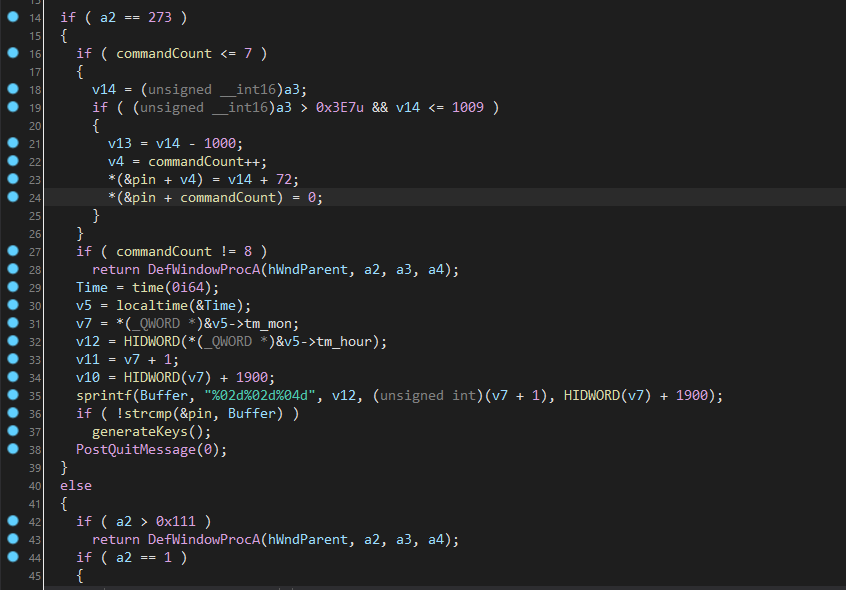 13
14 if ( a2 == 273 )
15 {
16 if ( commandCount <= 7 )
17 {
18 v14 = (unsigned __int16)a3;
19 if ( (unsigned __int16)a3 > 0x3E7u && v14 <= 1009 )
20 {
21 v13 = v14 - 1000;
22 v4 = commandCount++;
23 *(&pin + v4) = v14 + 72;
24 *(&pin + commandCount) = 0;
25 }
26 }
27 if ( commandCount != 8 )
28 return DefWindowProcA(hWndParent, a2, a3, a4);
29 Time = time(0i64);
30 v5 = localtime(&Time);
31 v7 = *(_QWORD *)&v5->tm_mon;
32 v12 = HIDWORD(*(_QWORD *)&v5->tm_hour);
33 v11 = v7 + 1;
34 v10 = HIDWORD(v7) + 1900;
35 sprintf(Buffer, "%02d%02d%04d", v12, (unsigned int)(v7 + 1), HIDWORD(v7) + 1900);
36 if ( !strcmp(&pin, Buffer) )
37 generateKeys();
38 PostQuitMessage(0);
39 }
40 else
41 {
42 if ( a2 > 0x111 )
43 return DefWindowProcA(hWndParent, a2, a3, a4);
44 if ( a2 == 1 )
45 {